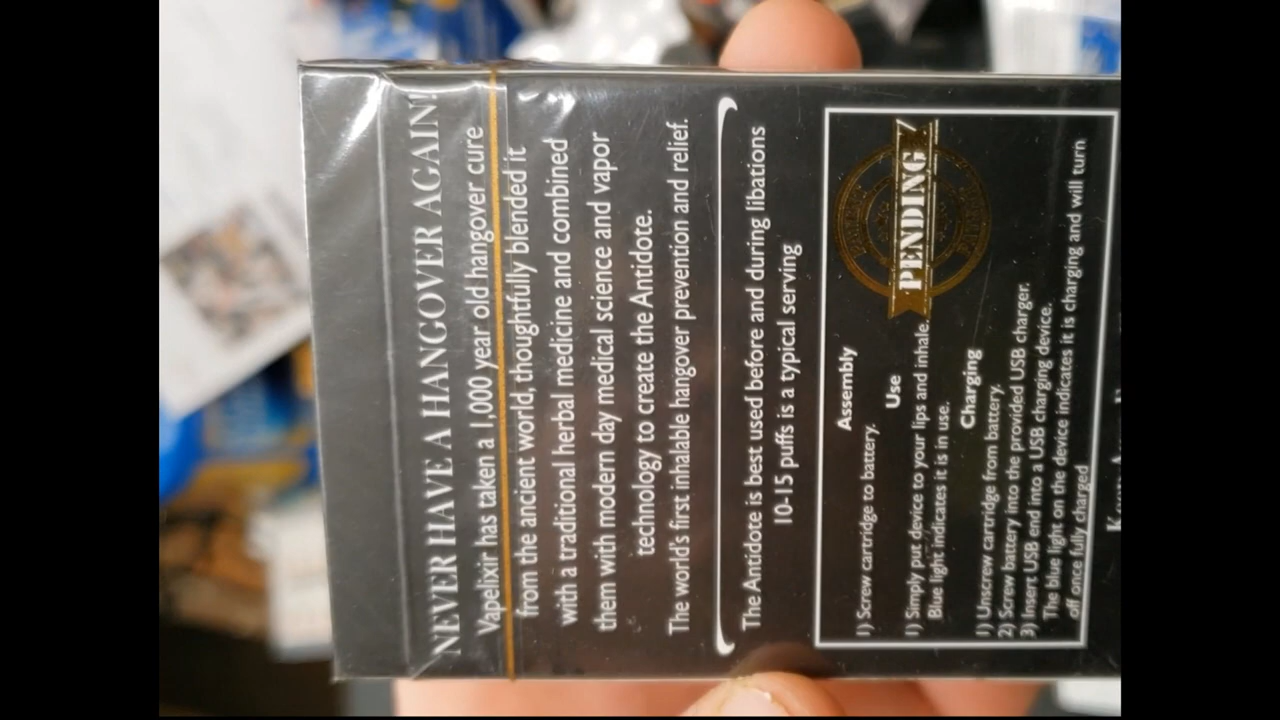 NEVER HAVE A HANGOVER AGAIN!
Vapelixir has taken a 1,000 year old hangover cure
from the ancient world, thoughtfully blended it
with a traditional herbal medicine and combined
them with modern day medical science and vapor
technology to create the Antidote.
The world's first inhalable hangover prevention and relief.
The Antidote is best used before and during libations
10-15 puffs is a typical serving
Assembly
1) Screw cartridge to battery.
Use
1) Simply put device to your lips and inhale.
Blue light indicates it is in use.
Charging
1) Unscrew cartridge from battery.
2) Screw battery into the provided USB charger.
3) Insert USB end into a USB charging device.
The blue light on the device indicates it is charging and will turn
off once fully charged
PENDING